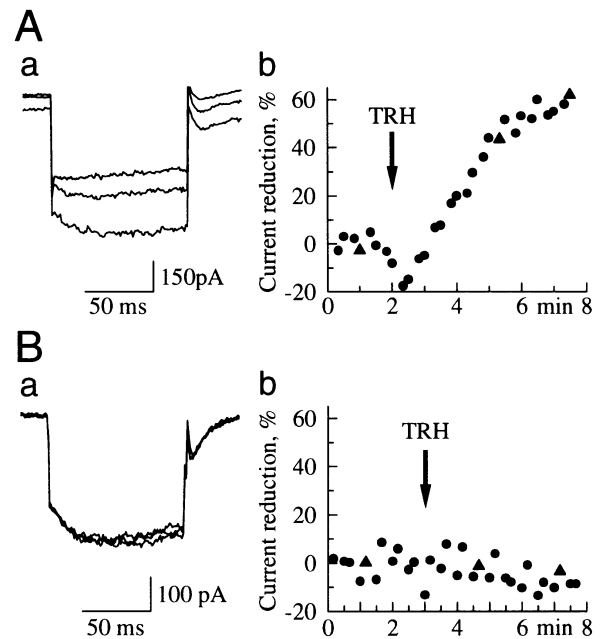 A
a
b
150pA
50 ms
Current reduction, %
60
40
20
0
-20
TRH
0 2 4 6 min 8
B
a
b
100 pA
50 ms
Current reduction, %
60
40
20
0
-20
TRH
0 2 4 6 min 8